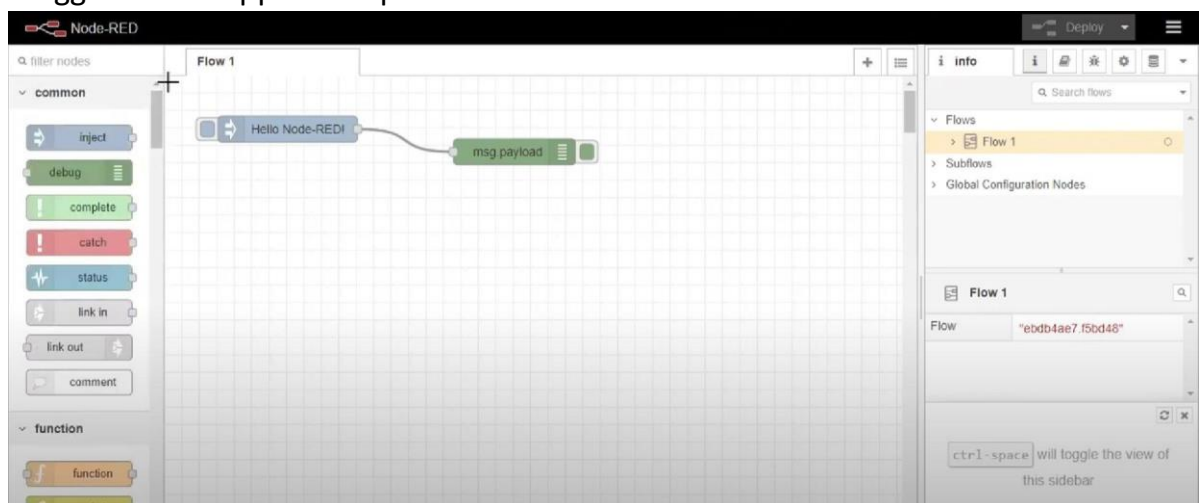 Node-RED
Deploy
filter nodes
Flow 1
i info
Search flows
common
inject
debug
complete
catch
status
link in
link out
comment
function
function
Hello Node-RED!
msg.payload
Flows
Flow 1
Subflows
Global Configuration Nodes
Flow 1
Flow "ebdb4ae7.f5bd48"
ctrl-space will toggle the view of
this sidebar